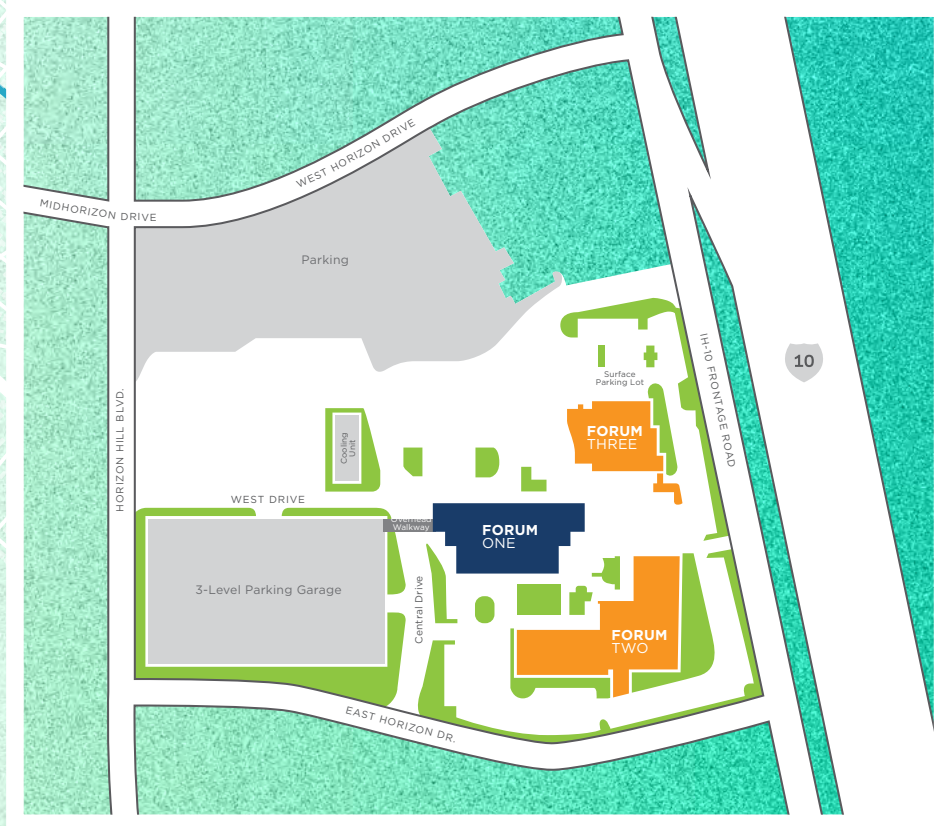 WEST HORIZON DRIVE
MIDHORIZON DRIVE
Parking
IH-10 FRONTAGE ROAD
10
Surface
Parking Lot
HORIZON HILL BLVD.
FORUM
THREE
Cooling
Unit
WEST DRIVE
Overhead
Walkway
FORUM
ONE
3-Level Parking Garage
Central Drive
FORUM
TWO
EAST HORIZON DR.